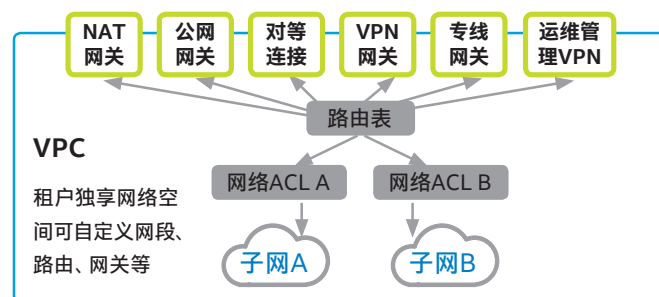 NAT
网关
公网
网关
对等
连接
VPN
网关
专线
网关
运维管
理VPN
路由表
VPC
租户独享网络空
间可自定义网段、
路由、网关等
网络ACL A
网络ACL B
子网A
子网B